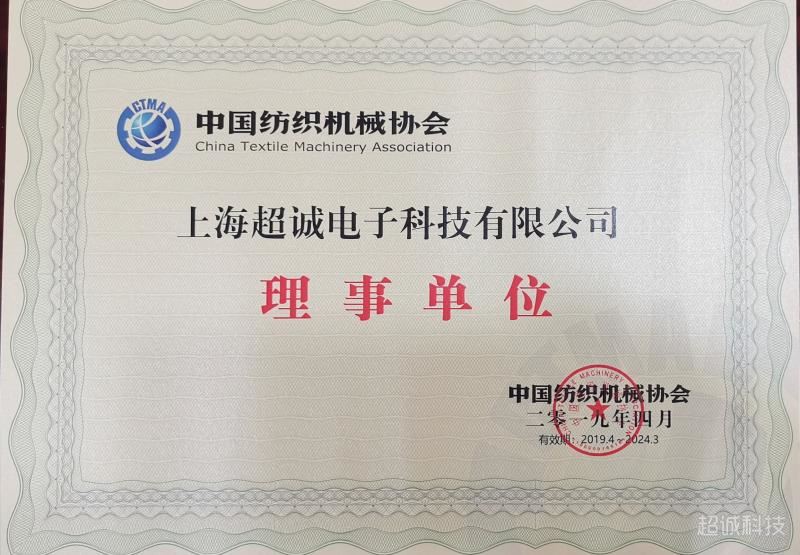 CTMA
中国纺织机械协会
China Textile Machinery Association
上海超诚电子科技有限公司
理事单位
中国纺织机械协会
二零一九年四月
有效期：2019.4-2024.3
超诚科技